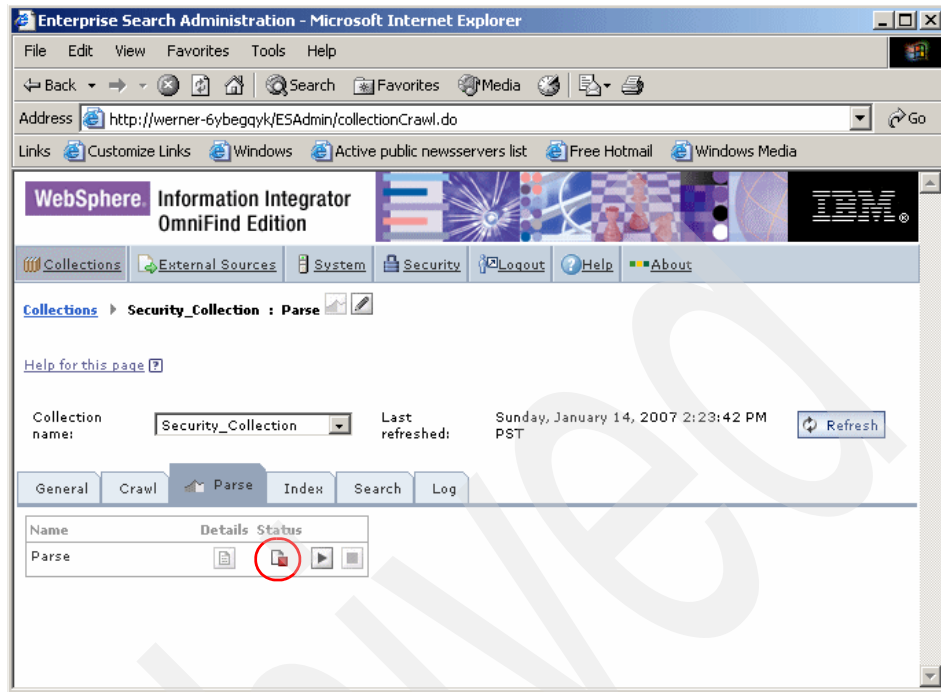 Enterprise Search Administration - Microsoft Internet Explorer
File Edit View Favorites Tools Help
Back Search Favorites Media
Address http://werner-6ybegqyk/ESAdmin/collectionCrawl.do Go
Links Customize Links Windows Active public newsservers list Free Hotmail Windows Media
WebSphere. Information Integrator
OmniFind Edition
IBM®
Collections External Sources System Security Logout Help About
Collections Security_Collection : Parse
Help for this page ?
Collection name: Security_Collection Last refreshed: Sunday, January 14, 2007 2:23:42 PM PST Refresh
General Crawl Parse Index Search Log
Name Details Status
Parse
hived